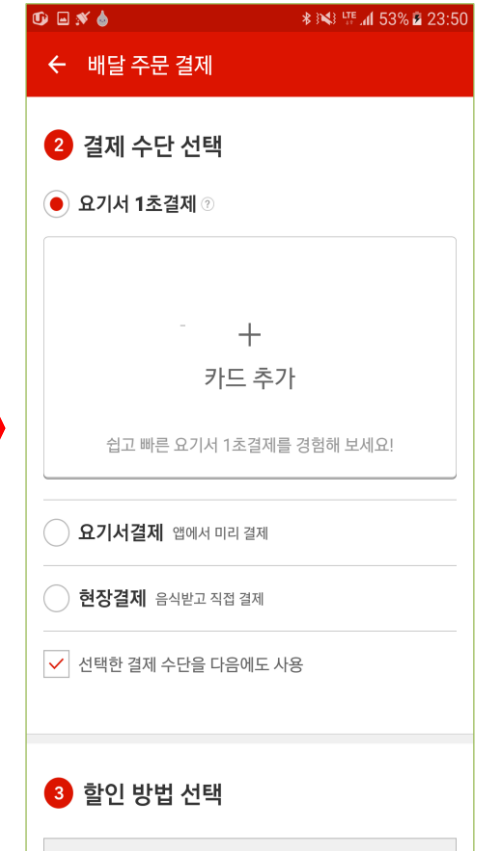 LTE 53% 23:50
배달 주문 결제
2 결제 수단 선택
요기서 1초결제 ?
+
카드 추가
쉽고 빠른 요기서 1초결제를 경험해 보세요!
요기서결제 앱에서 미리 결제
현장결제 음식받고 직접 결제
선택한 결제 수단을 다음에도 사용
3 할인 방법 선택